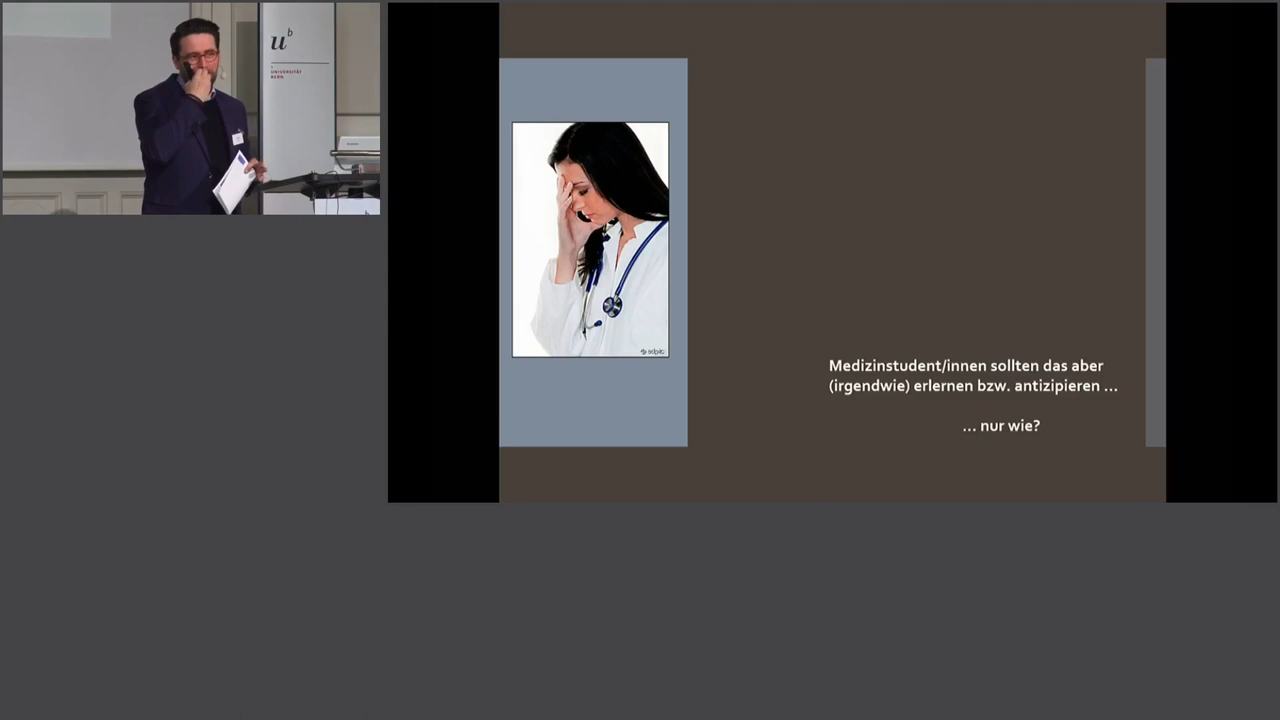 u^b
UNIVERSITÄT
BERN
Medizinstudent/innen sollten das aber
(irgendwie) erlernen bzw. antizipieren ...
... nur wie?